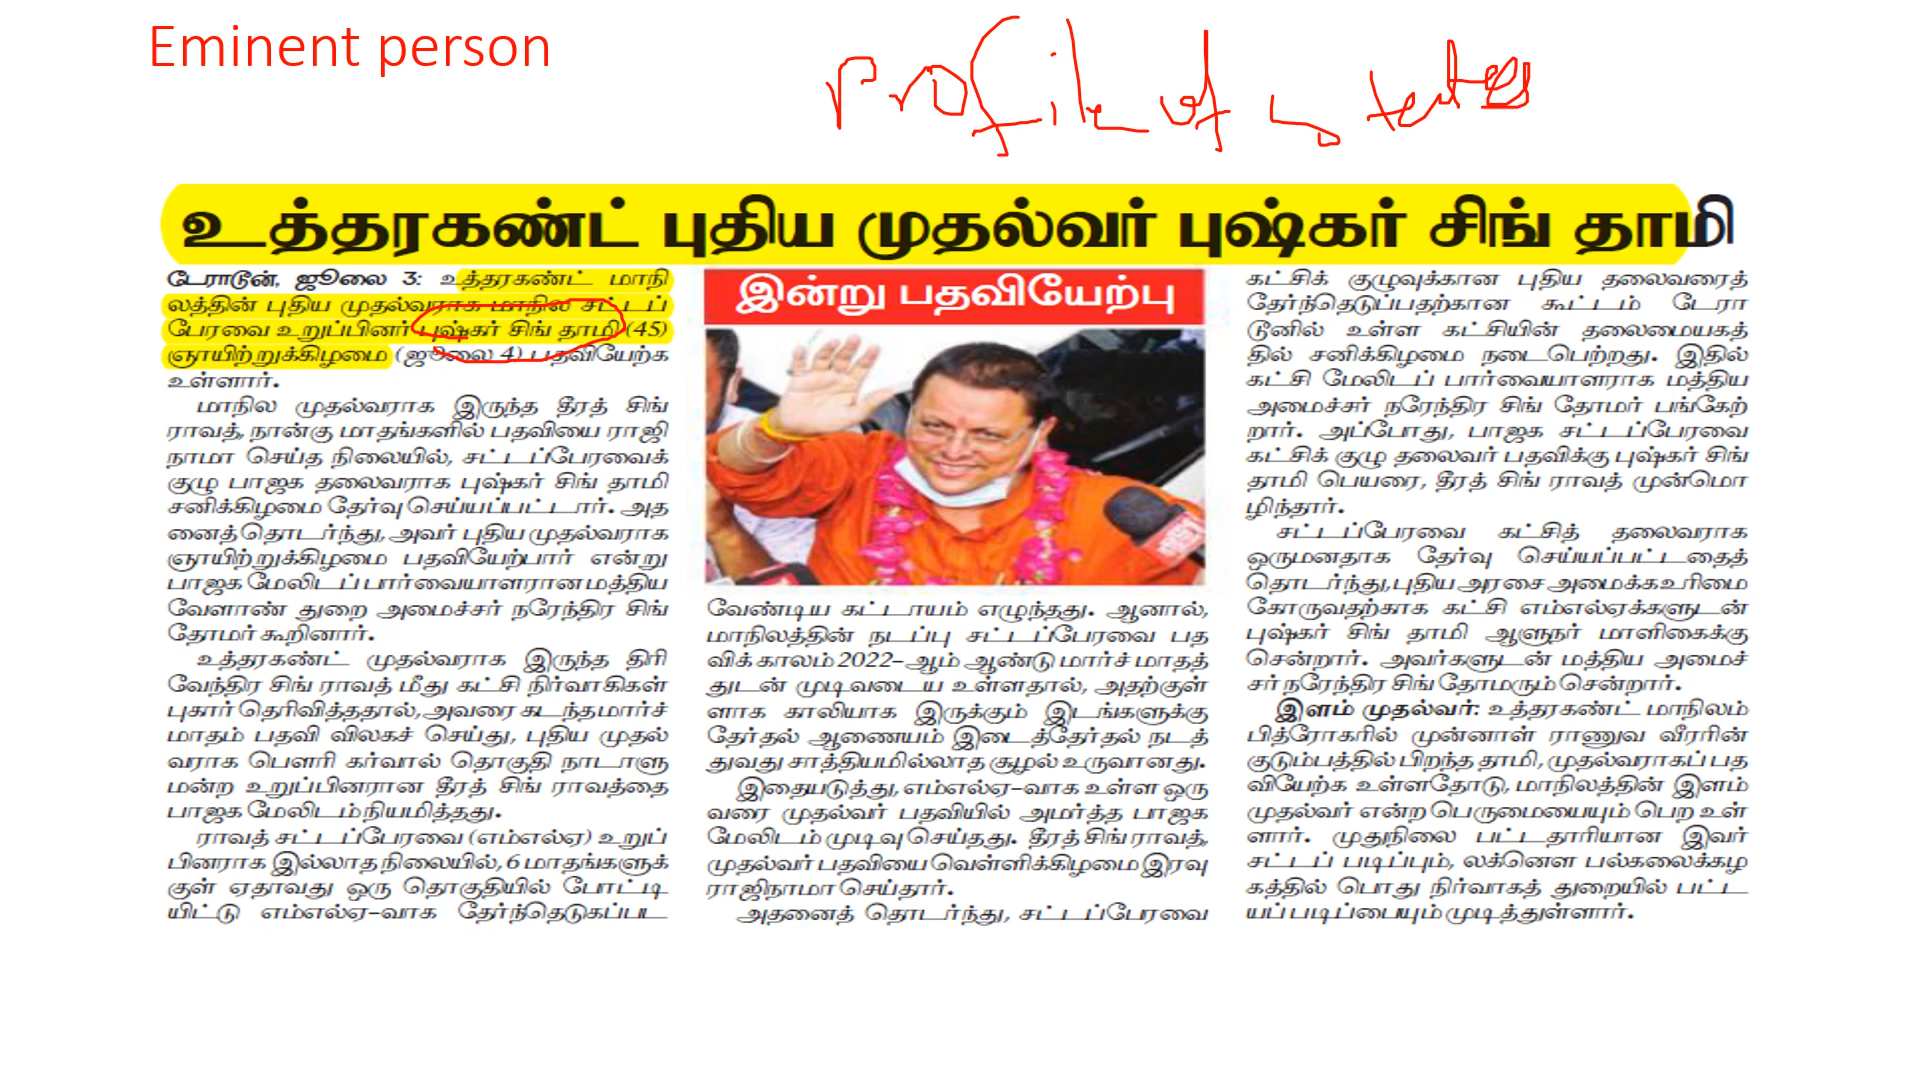 Eminent person
Profile of states
உத்தரகண்ட் புதிய முதல்வர் புஷ்கர் சிங் தாமி
டேராடூன், ஜூலை 3: உத்தரகண்ட் மாநி
லத்தின் புதிய முதல்வராக மாநில சட்டப்
பேரவை உறுப்பினர் புஷ்கர் சிங் தாமி (45)
ஞாயிற்றுக்கிழமை (ஜூலை 4) பதவியேற்க
உள்ளார்.
மாநில முதல்வராக இருந்த தீரத் சிங்
ராவத், நான்கு மாதங்களில் பதவியை ராஜி
நாமா செய்த நிலையில், சட்டப்பேரவைக்
குழு பாஜக தலைவராக புஷ்கர் சிங் தாமி
சனிக்கிழமை தேர்வு செய்யப்பட்டார். அத
னைத் தொடர்ந்து, அவர் புதிய முதல்வராக
ஞாயிற்றுக்கிழமை பதவியேற்பார் என்று
பாஜக மேலிடப் பார்வையாளரான மத்திய
வேளாண் துறை அமைச்சர் நரேந்திர சிங்
தோமர் கூறினார்.
உத்தரகண்ட் முதல்வராக இருந்த திரி
வேந்திர சிங் ராவத் மீது கட்சி நிர்வாகிகள்
புகார் தெரிவித்ததால், அவரை கடந்த மார்ச்
மாதம் பதவி விலகச் செய்து, புதிய முதல்
வராக பௌரி கர்வால் தொகுதி நாடாளு
மன்ற உறுப்பினரான தீரத் சிங் ராவத்தை
பாஜக மேலிடம் நியமித்தது.
ராவத் சட்டப்பேரவை (எம்எல்ஏ) உறுப்
பினராக இல்லாத நிலையில், 6 மாதங்களுக்
குள் ஏதாவது ஒரு தொகுதியில் போட்டி
யிட்டு எம்எல்ஏ-வாக தேர்ந்தெடுகப்பட
இன்று பதவியேற்பு
வேண்டிய கட்டாயம் எழுந்தது. ஆனால்,
மாநிலத்தின் நடப்பு சட்டப்பேரவை பத
விக் காலம் 2022-ஆம் ஆண்டு மார்ச் மாதத்
துடன் முடிவடைய உள்ளதால், அதற்குள்
ளாக காலியாக இருக்கும் இடங்களுக்கு
தேர்தல் ஆணையம் இடைத்தேர்தல் நடத்
துவது சாத்தியமில்லாத சூழல் உருவானது.
இதையடுத்து, எம்எல்ஏ-வாக உள்ள ஒரு
வரை முதல்வர் பதவியில் அமர்த்த பாஜக
மேலிடம் முடிவு செய்தது. தீரத் சிங் ராவத்,
முதல்வர் பதவியை வெள்ளிக்கிழமை இரவு
ராஜிநாமா செய்தார்.
அதனைத் தொடர்ந்து, சட்டப்பேரவை
கட்சிக் குழுவுக்கான புதிய தலைவரைத்
தேர்ந்தெடுப்பதற்கான கூட்டம் டேரா
டூனில் உள்ள கட்சியின் தலைமையகத்
தில் சனிக்கிழமை நடைபெற்றது. இதில்
கட்சி மேலிடப் பார்வையாளராக மத்திய
அமைச்சர் நரேந்திர சிங் தோமர் பங்கேற்
றார். அப்போது, பாஜக சட்டப்பேரவை
கட்சிக் குழு தலைவர் பதவிக்கு புஷ்கர் சிங்
தாமி பெயரை, தீரத் சிங் ராவத் முன்மொ
ழிந்தார்.
சட்டப்பேரவை கட்சித் தலைவராக
ஒருமனதாக தேர்வு செய்யப்பட்டதைத்
தொடர்ந்து, புதிய அரசை அமைக்க உரிமை
கோருவதற்காக கட்சி எம்எல்ஏக்களுடன்
புஷ்கர் சிங் தாமி ஆளுநர் மாளிகைக்கு
சென்றார். அவர்களுடன் மத்திய அமைச்
சர் நரேந்திர சிங் தோமரும் சென்றார்.
இளம் முதல்வர்: உத்தரகண்ட் மாநிலம்
பித்ரோகரில் முன்னாள் ராணுவ வீரரின்
குடும்பத்தில் பிறந்த தாமி, முதல்வராகப் பத
வியேற்க உள்ளதோடு, மாநிலத்தின் இளம்
முதல்வர் என்ற பெருமையையும் பெற உள்
ளார். முதுநிலை பட்டதாரியான இவர்
சட்டப் படிப்பும், லக்னௌ பல்கலைக்கழ
கத்தில் பொது நிர்வாகத் துறையில் பட்ட
யப் படிப்பையும் முடித்துள்ளார்.